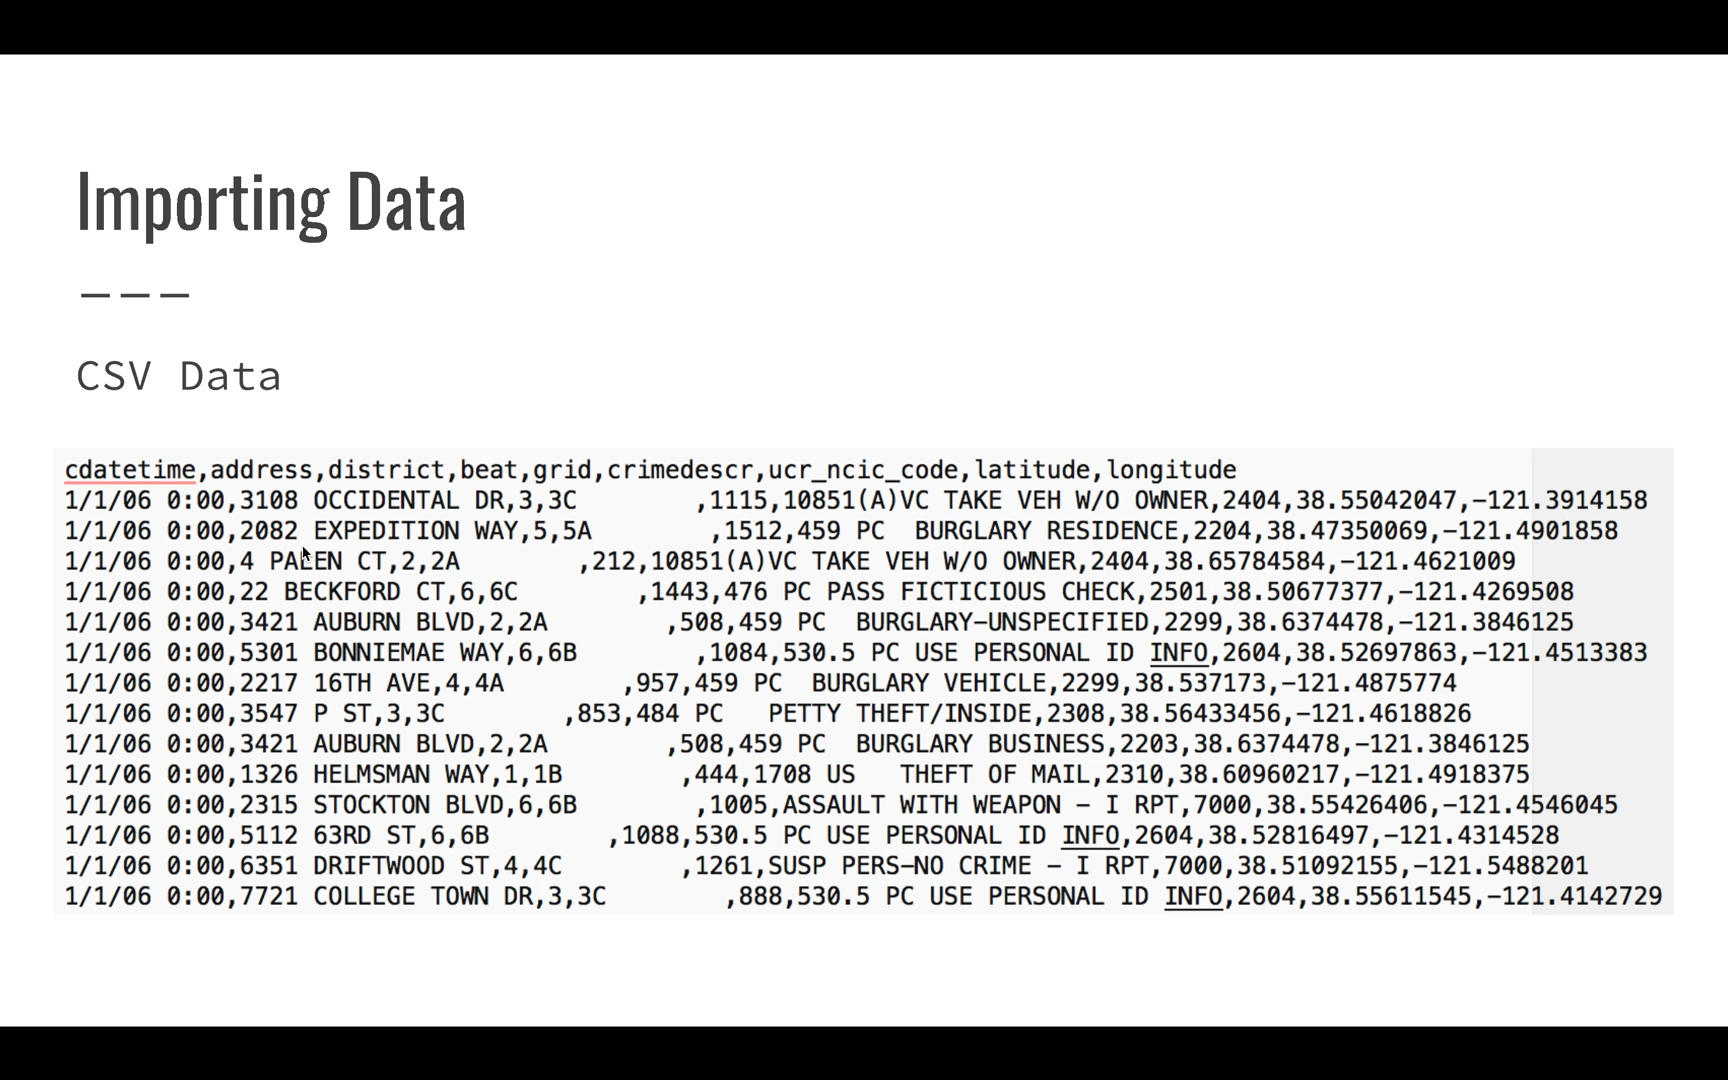 Importing Data
———
CSV Data
cdatetime,address,district,beat,grid,crimedescr,ucr_ncic_code,latitude,longitude
1/1/06 0:00,3108 OCCIDENTAL DR,3,3C        ,1115,10851(A)VC TAKE VEH W/O OWNER,2404,38.55042047,-121.3914158
1/1/06 0:00,2082 EXPEDITION WAY,5,5A        ,1512,459 PC  BURGLARY RESIDENCE,2204,38.47350069,-121.4901858
1/1/06 0:00,4 PALEN CT,2,2A        ,212,10851(A)VC TAKE VEH W/O OWNER,2404,38.65784584,-121.4621009
1/1/06 0:00,22 BECKFORD CT,6,6C        ,1443,476 PC PASS FICTICIOUS CHECK,2501,38.50677377,-121.4269508
1/1/06 0:00,3421 AUBURN BLVD,2,2A        ,508,459 PC  BURGLARY-UNSPECIFIED,2299,38.6374478,-121.3846125
1/1/06 0:00,5301 BONNIEMAE WAY,6,6B        ,1084,530.5 PC USE PERSONAL ID INFO,2604,38.52697863,-121.4513383
1/1/06 0:00,2217 16TH AVE,4,4A        ,957,459 PC  BURGLARY VEHICLE,2299,38.537173,-121.4875774
1/1/06 0:00,3547 P ST,3,3C        ,853,484 PC   PETTY THEFT/INSIDE,2308,38.56433456,-121.4618826
1/1/06 0:00,3421 AUBURN BLVD,2,2A        ,508,459 PC  BURGLARY BUSINESS,2203,38.6374478,-121.3846125
1/1/06 0:00,1326 HELMSMAN WAY,1,1B        ,444,1708 US   THEFT OF MAIL,2310,38.60960217,-121.4918375
1/1/06 0:00,2315 STOCKTON BLVD,6,6B        ,1005,ASSAULT WITH WEAPON - I RPT,7000,38.55426406,-121.4546045
1/1/06 0:00,5112 63RD ST,6,6B        ,1088,530.5 PC USE PERSONAL ID INFO,2604,38.52816497,-121.4314528
1/1/06 0:00,6351 DRIFTWOOD ST,4,4C        ,1261,SUSP PERS-NO CRIME - I RPT,7000,38.51092155,-121.5488201
1/1/06 0:00,7721 COLLEGE TOWN DR,3,3C        ,888,530.5 PC USE PERSONAL ID INFO,2604,38.55611545,-121.4142729